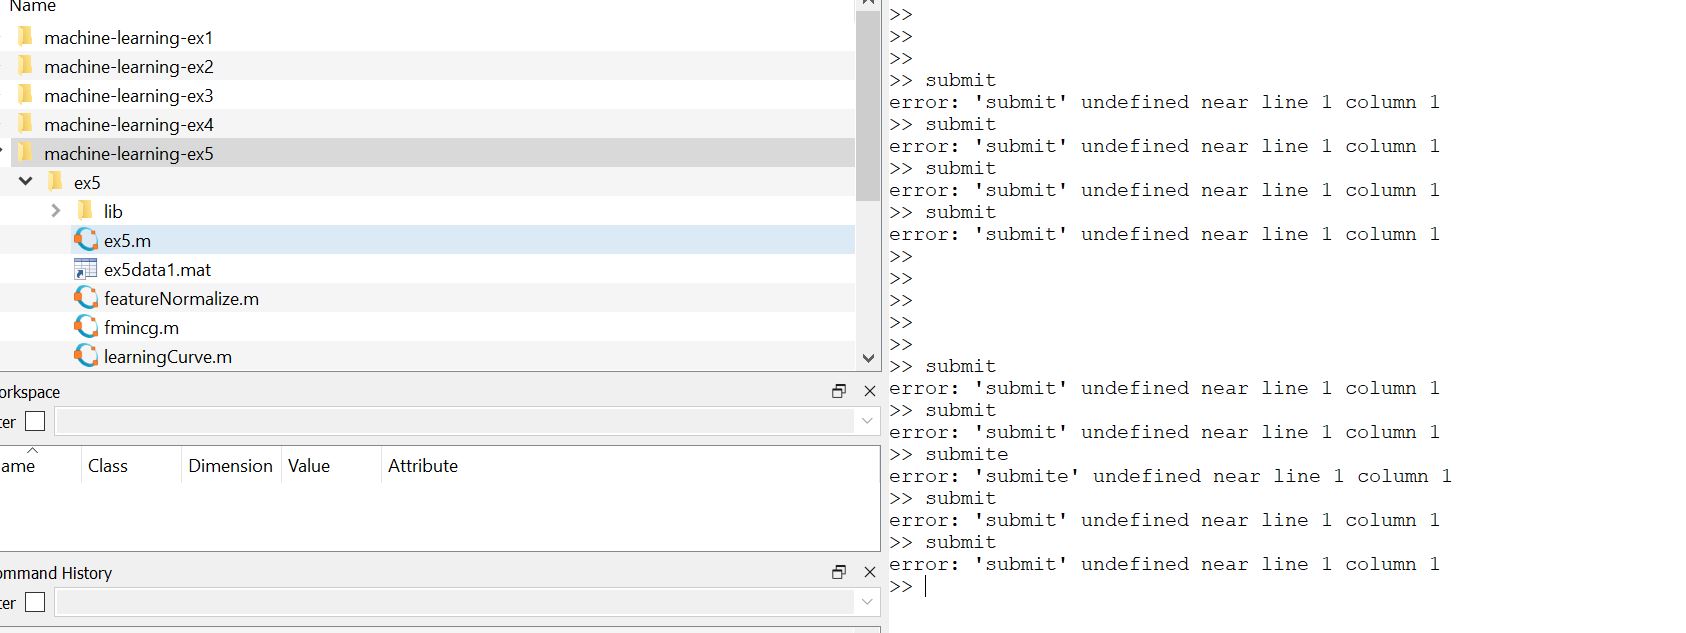 Name
machine-learning-ex1
machine-learning-ex2
machine-learning-ex3
machine-learning-ex4
machine-learning-ex5
ex5
lib
ex5.m
ex5data1.mat
featureNormalize.m
fmincg.m
learningCurve.m
orkspace
ter
ame Class Dimension Value Attribute
ommand History
ter
>>
>>
>>
>> submit
error: 'submit' undefined near line 1 column 1
>> submit
error: 'submit' undefined near line 1 column 1
>> submit
error: 'submit' undefined near line 1 column 1
>> submit
error: 'submit' undefined near line 1 column 1
>>
>>
>>
>>
>>
>> submit
error: 'submit' undefined near line 1 column 1
>> submit
error: 'submit' undefined near line 1 column 1
>> submite
error: 'submite' undefined near line 1 column 1
>> submit
error: 'submit' undefined near line 1 column 1
>> submit
error: 'submit' undefined near line 1 column 1
>>